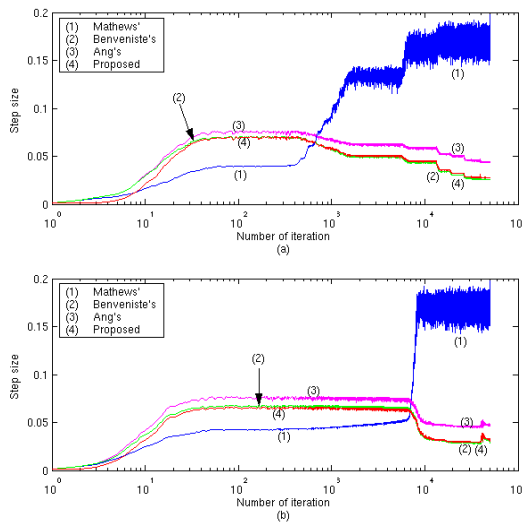 0.2
0.15
0.1
0.05
0
Step size
(1) Mathews'
(2) Benveniste's
(3) Ang's
(4) Proposed
(2)
(3)
(4)
(1)
(1)
(3)
(2)
(4)
10^0 10^1 10^2 10^3 10^4 10
Number of iteration
(a)
0.2
0.15
0.1
0.05
0
Step size
(1) Mathews'
(2) Benveniste's
(3) Ang's
(4) Proposed
(2)
(3)
(4)
(1)
(1)
(3)
(2) (4)
10^0 10^1 10^2 10^3 10^4 10
Number of iteration
(b)